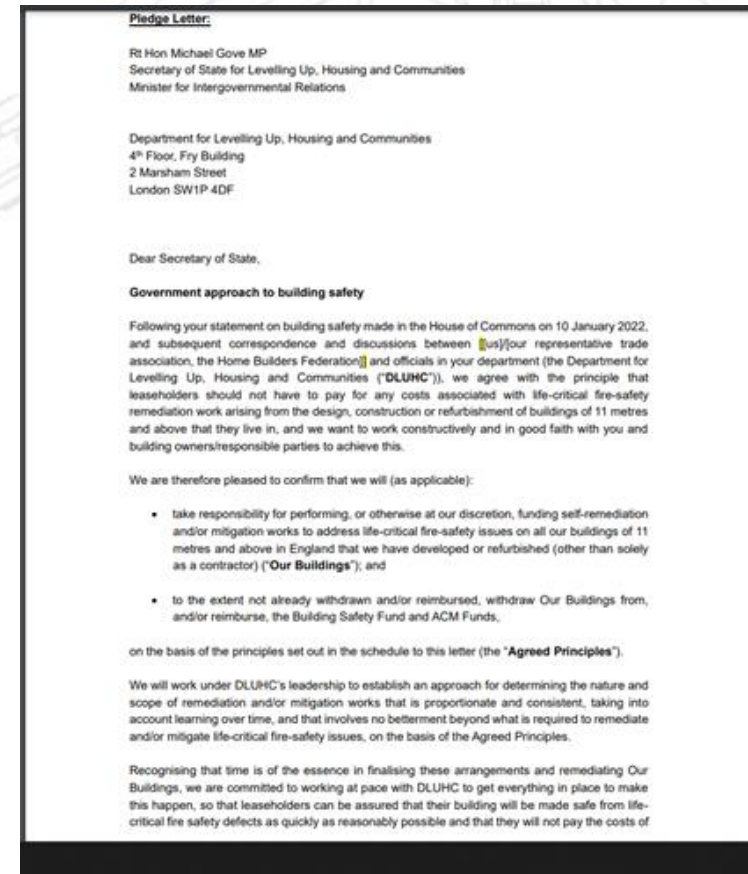 Pledge Letter:
Rt Hon Michael Gove MP
Secretary of State for Levelling Up, Housing and Communities
Minister for Intergovernmental Relations
Department for Levelling Up, Housing and Communities
4th Floor, Fry Building
2 Marsham Street
London SW1P 4DF
Dear Secretary of State,
Government approach to building safety
Following your statement on building safety made in the House of Commons on 10 January 2022,
and subsequent correspondence and discussions between [[us]/[our representative trade
association, the Home Builders Federation]] and officials in your department (the Department for
Levelling Up, Housing and Communities ("DLUHC")), we agree with the principle that
leaseholders should not have to pay for any costs associated with life-critical fire-safety
remediation work arising from the design, construction or refurbishment of buildings of 11 metres
and above that they live in, and we want to work constructively and in good faith with you and
building owners/responsible parties to achieve this.
We are therefore pleased to confirm that we will (as applicable):
• take responsibility for performing, or otherwise at our discretion, funding self-remediation
and/or mitigation works to address life-critical fire-safety issues on all our buildings of 11
metres and above in England that we have developed or refurbished (other than solely
as a contractor) ("Our Buildings"); and
• to the extent not already withdrawn and/or reimbursed, withdraw Our Buildings from,
and/or reimburse, the Building Safety Fund and ACM Funds,
on the basis of the principles set out in the schedule to this letter (the "Agreed Principles").
We will work under DLUHC's leadership to establish an approach for determining the nature and
scope of remediation and/or mitigation works that is proportionate and consistent, taking into
account learning over time, and that involves no betterment beyond what is required to remediate
and/or mitigate life-critical fire-safety issues, on the basis of the Agreed Principles.
Recognising that time is of the essence in finalising these arrangements and remediating Our
Buildings, we are committed to working at pace with DLUHC to get everything in place to make
this happen, so that leaseholders can be assured that their building will be made safe from life-
critical fire safety defects as quickly as reasonably possible and that they will not pay the costs of